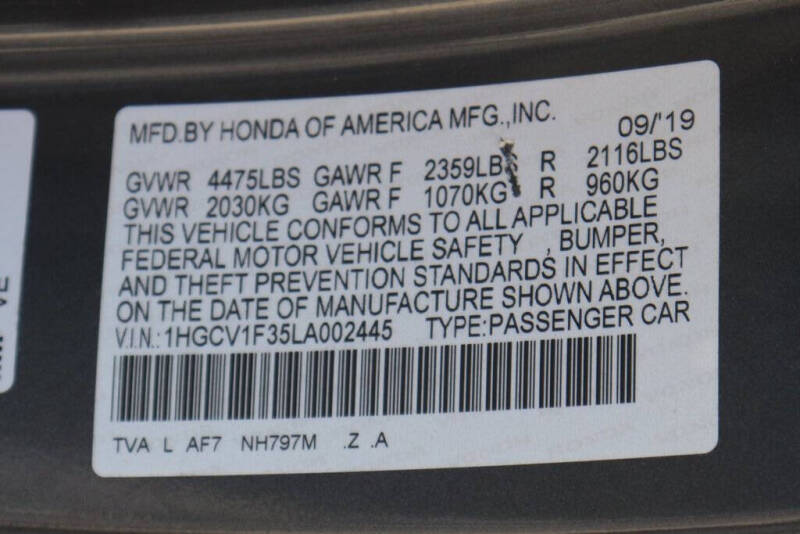 MFD.BY HONDA OF AMERICA MFG.,INC. 09/'19
GVWR 4475LBS GAWR F 2359LBS R 2116LBS
GVWR 2030KG GAWR F 1070KG R 960KG
THIS VEHICLE CONFORMS TO ALL APPLICABLE
FEDERAL MOTOR VEHICLE SAFETY , BUMPER,
AND THEFT PREVENTION STANDARDS IN EFFECT
ON THE DATE OF MANUFACTURE SHOWN ABOVE.
V.I.N.:1HGCV1F35LA002445 TYPE:PASSENGER CAR
TVA L AF7 NH797M .Z .A